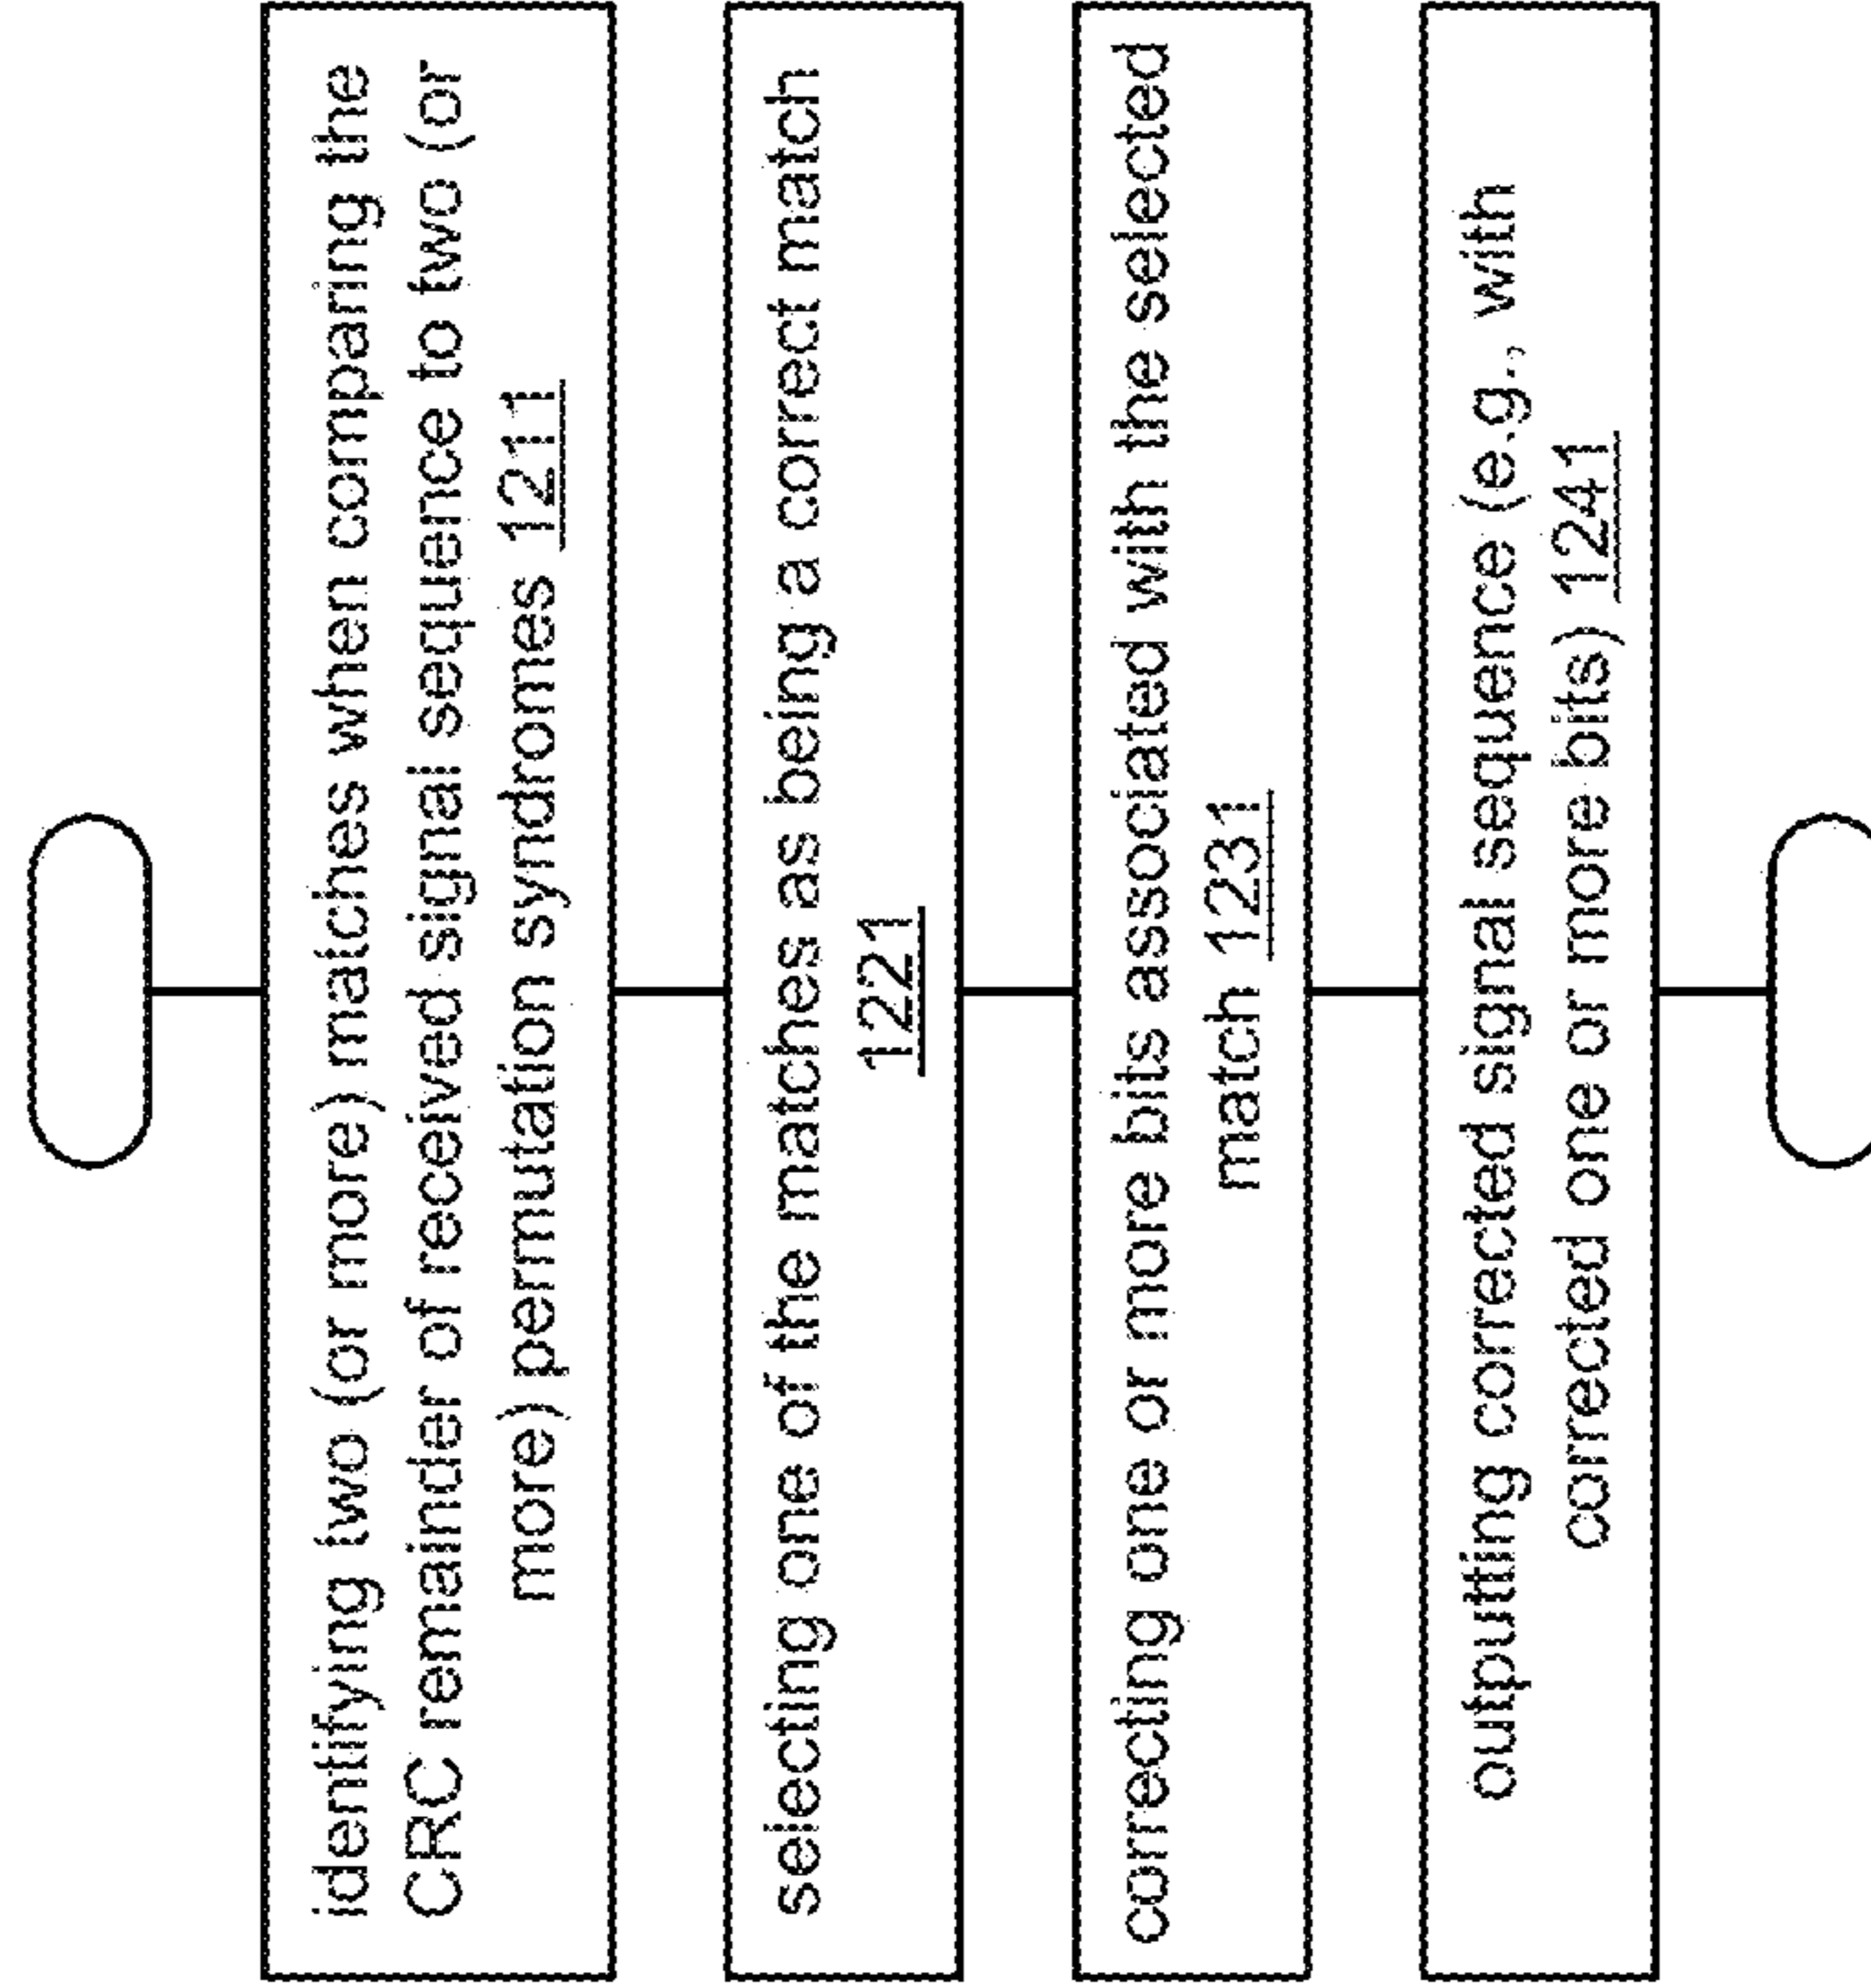 identifying two (or more) matches when comparing the
CRC remainder of received signal sequence to two (or
more) permutation syndromes 1211
selecting one of the matches as being a correct match
1221
correcting one or more bits associated with the selected
match 1231
outputting corrected signal sequence (e.g., with
corrected one or more bits) 1241